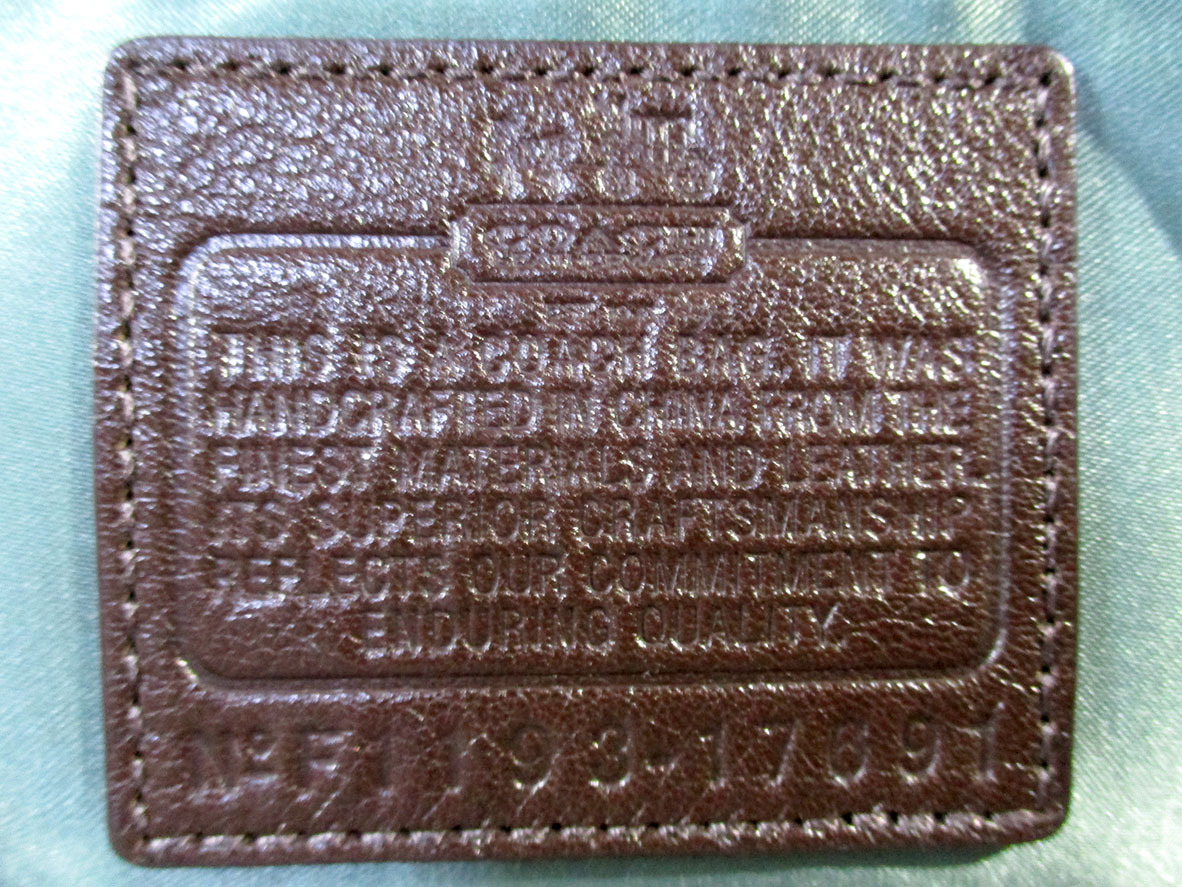 COACH
THIS IS A COACH BAG. IT WAS
HANDCRAFTED IN CHINA FROM THE
FINEST MATERIALS AND LEATHER.
ITS SUPERIOR CRAFTSMANSHIP
REFLECTS OUR COMMITMENT TO
ENDURING QUALITY.
Nº F1193-17691